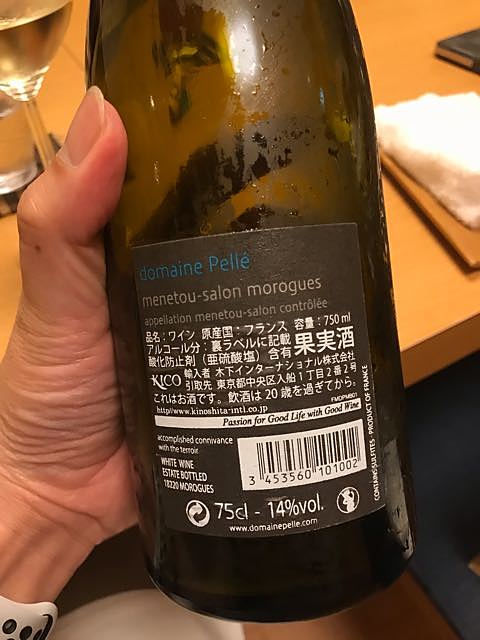 domaine Pellé
menetou-salon morogues
appellation menetou-salon contrôlée
品名:ワイン 原産国:フランス 容量:750 ml
アルコール分:裏ラベルに記載
酸化防止剤(亜硫酸塩)含有 果実酒
KICO 輸入者 木下インターナショナル株式会社
引取先 東京都中央区入船1丁目2番2号
これはお酒です。飲酒は20歳を過ぎてから。
FMDPMB01
http//www.kinoshita-intl.co.jp
Passion for Good Life with Good Wine
accomplished connivance
with the terroir
WHITE WINE
ESTATE BOTTLED
18220 MOROGUES
3 453560 101002
75cl - 14%vol.
www.domainepelle.com
CONTAINS SULFITES - PRODUCT OF FRANCE